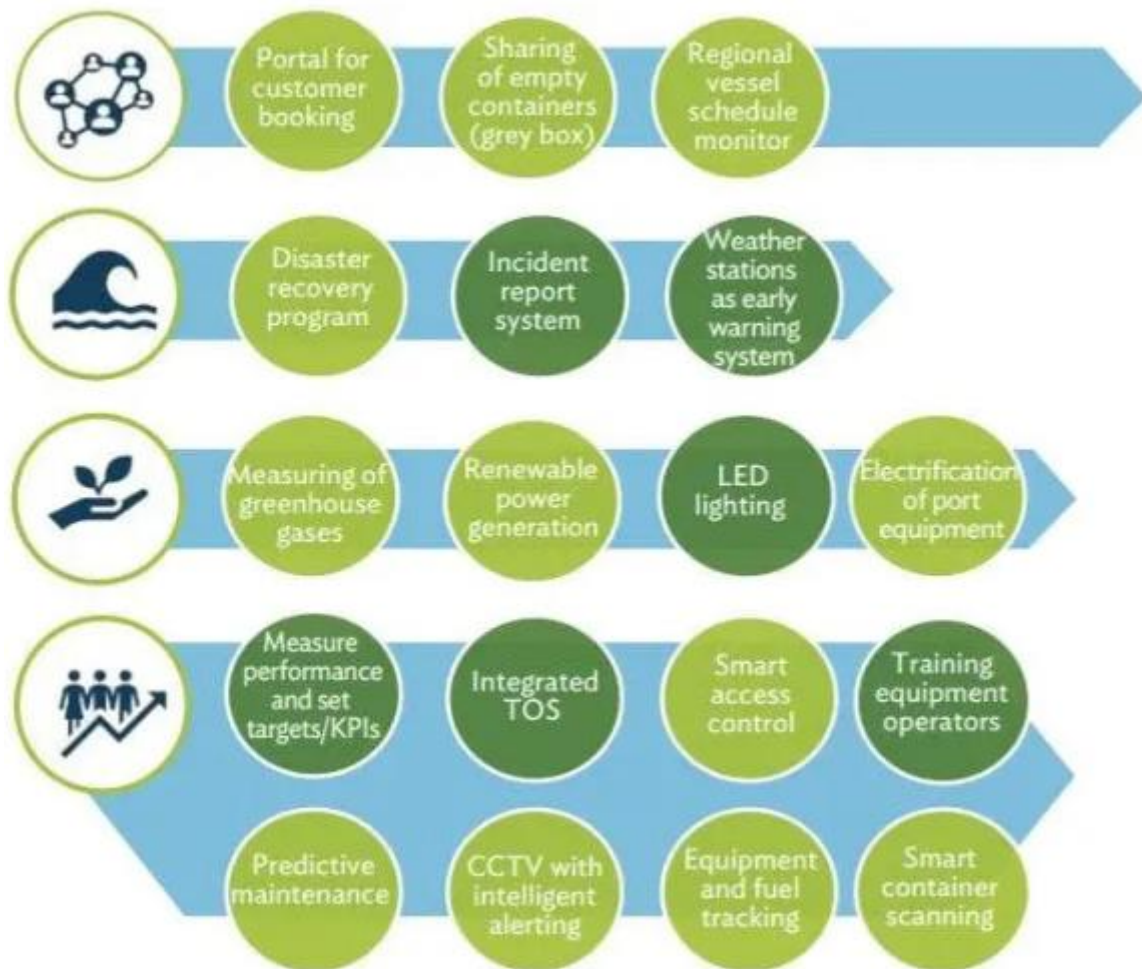 Portal for
customer
booking
Sharing
of empty
containers
(grey box)
Regional
vessel
schedule
monitor
Disaster
recovery
program
Incident
report
system
Weather
stations
as early
warning
system
Measuring of
greenhouse
gases
Renewable
power
generation
LED
lighting
Electrification
of port
equipment
Measure
performance
and set
targets/KPIs
Integrated
TOS
Smart
access
control
Training
equipment
operators
Predictive
maintenance
CCTV with
intelligent
alerting
Equipment
and fuel
tracking
Smart
container
scanning